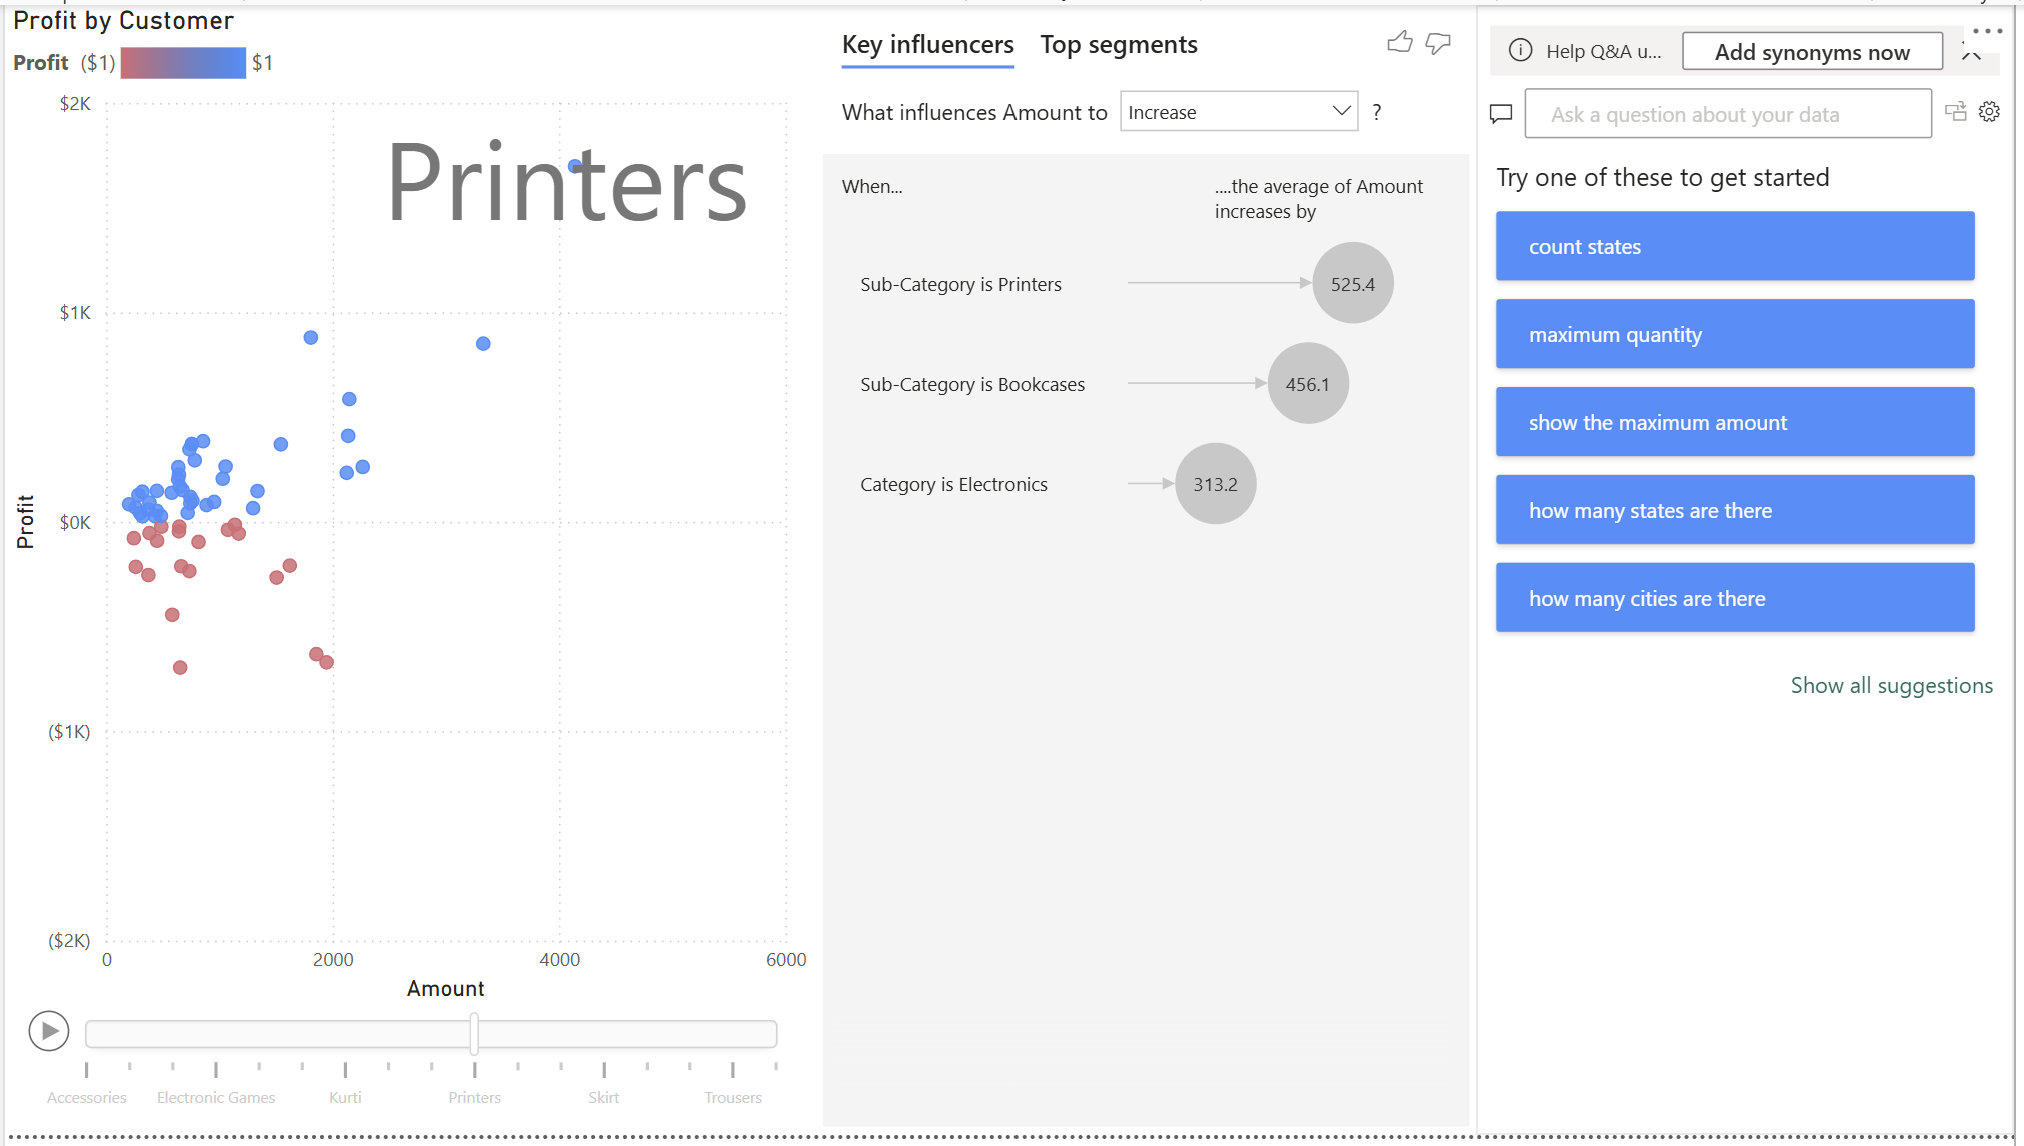 Profit by Customer
Profit ($1) $1
$2K
$1K
$0K
($1K)
($2K)
Profit
Printers
0 2000 4000 6000
Amount
Accessories Electronic Games Kurti Printers Skirt Trousers
Key influencers Top segments
What influences Amount to Increase ?
When...
....the average of Amount
increases by
Sub-Category is Printers 525.4
Sub-Category is Bookcases 456.1
Category is Electronics 313.2
Help Q&A u... Add synonyms now
Ask a question about your data
Try one of these to get started
count states
maximum quantity
show the maximum amount
how many states are there
how many cities are there
Show all suggestions